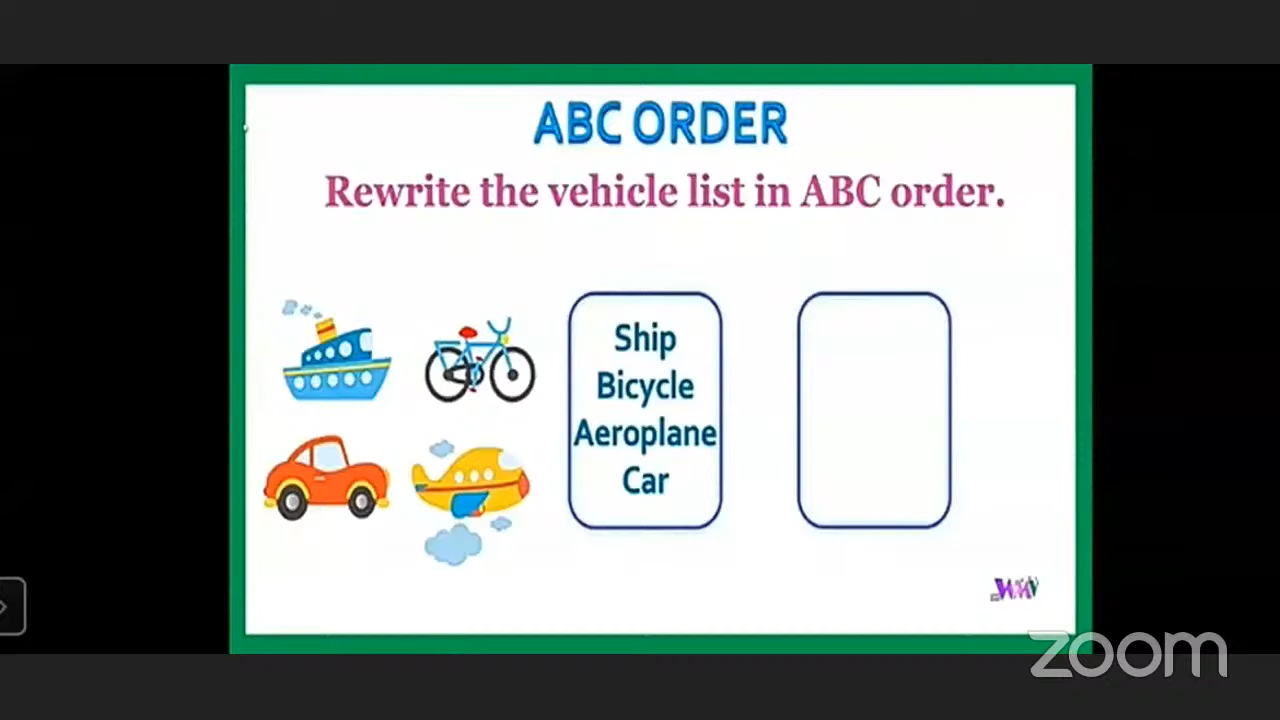 ABC ORDER
Rewrite the vehicle list in ABC order.
Ship
Bicycle
Aeroplane
Car
zoom